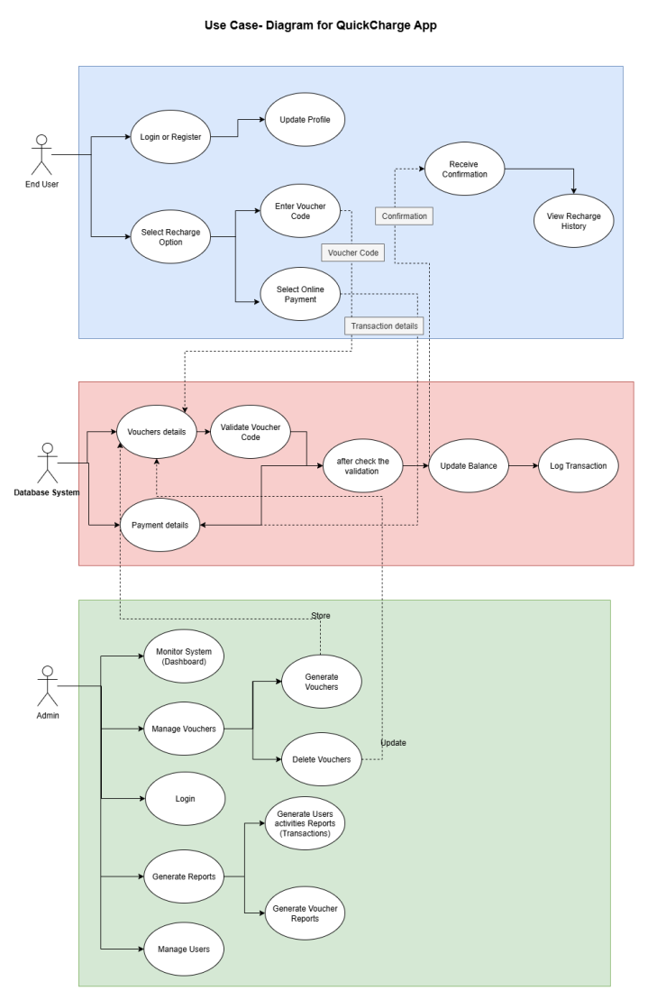 Use Case- Diagram for QuickCharge App
End User
Login or Register
Update Profile
Select Recharge
Option
Enter Voucher
Code
Select Online
Payment
Receive
Confirmation
View Recharge
History
Confirmation
Voucher Code
Transaction details
Database System
Vouchers details
Validate Voucher
Code
after check the
validation
Update Balance
Log Transaction
Payment details
Store
Admin
Monitor System
(Dashboard)
Generate
Vouchers
Manage Vouchers
Update
Delete Vouchers
Login
Generate Users
activities Reports
(Transactions)
Generate Reports
Generate Voucher
Reports
Manage Users